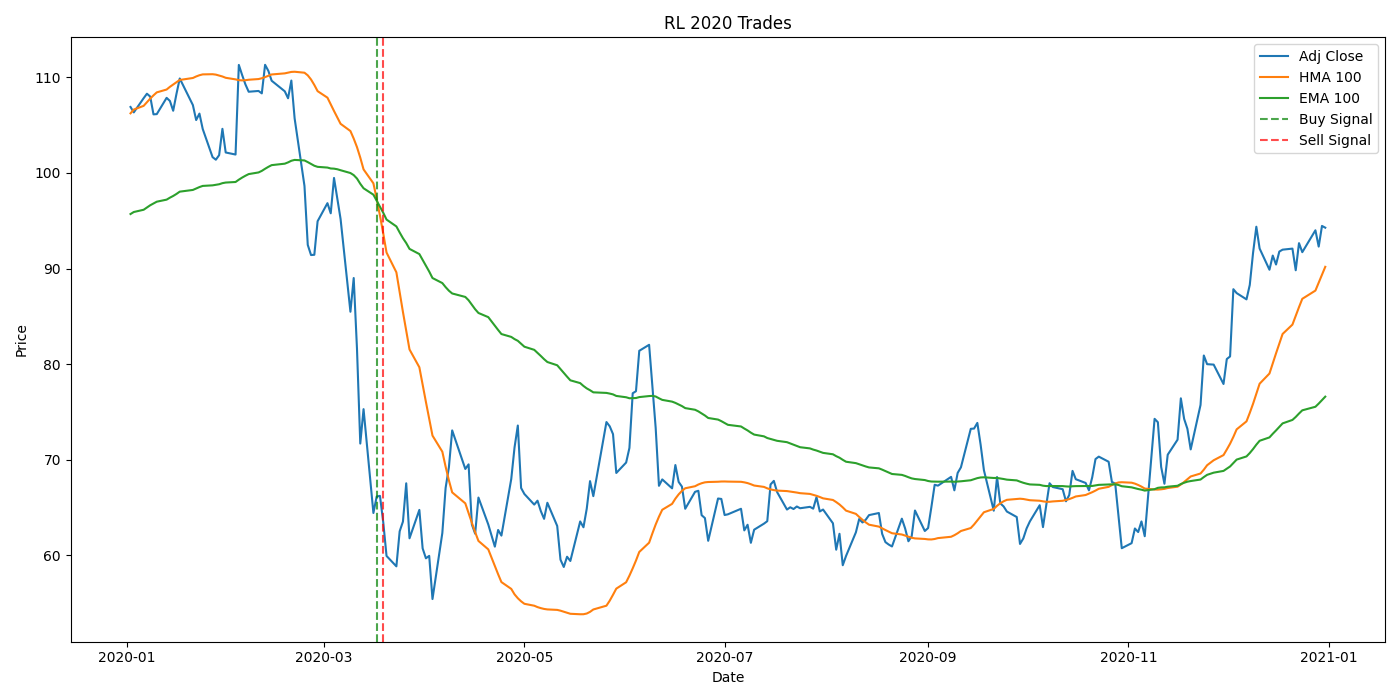 RL 2020 Trades
Adj Close
HMA 100
EMA 100
Buy Signal
Sell Signal
110
100
90
80
70
60
Price
2020-01
2020-03
2020-05
2020-07
2020-09
2020-11
2021-01
Date